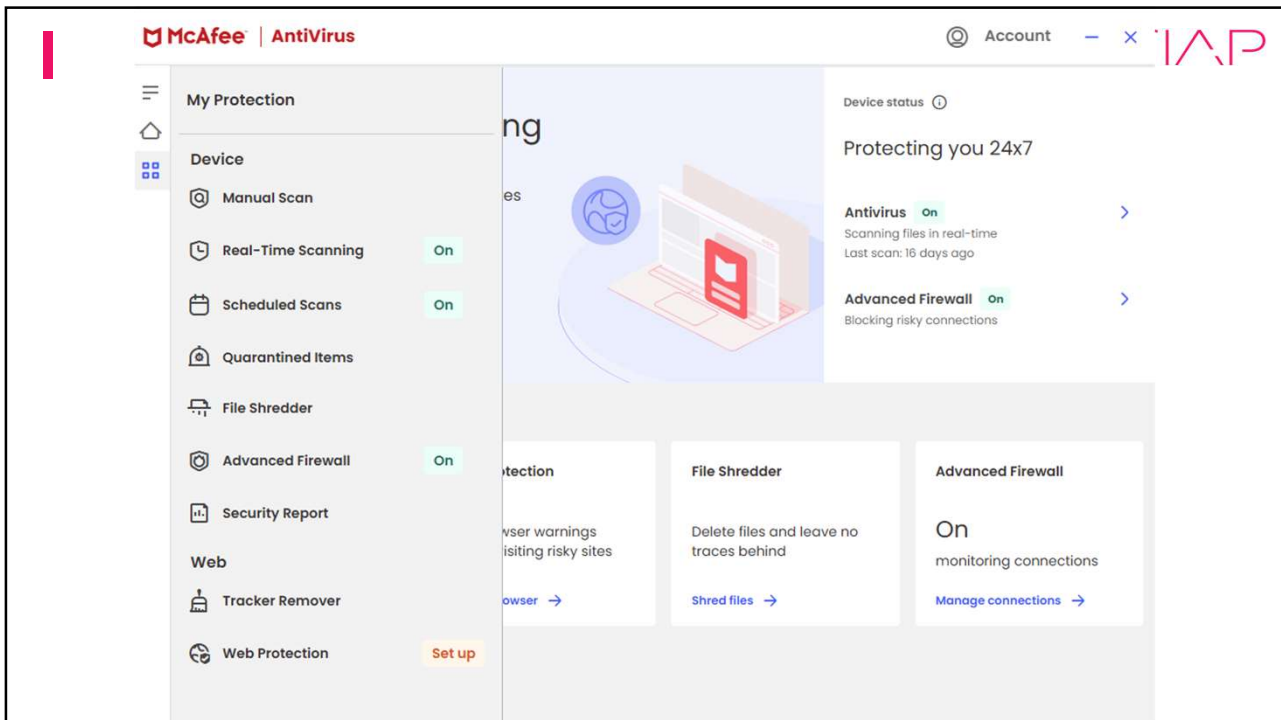 McAfee | AntiVirus
Account
My Protection
Device
Manual Scan
Real-Time Scanning On
Scheduled Scans On
Quarantined Items
File Shredder
Advanced Firewall On
Security Report
Web
Tracker Remover
Web Protection Set up
ng
es
Device status
Protecting you 24x7
Antivirus On
Scanning files in real-time
Last scan: 16 days ago
Advanced Firewall On
Blocking risky connections
otection
wser warnings
isiting risky sites
owser →
File Shredder
Delete files and leave no
traces behind
Shred files →
Advanced Firewall
On
monitoring connections
Manage connections →